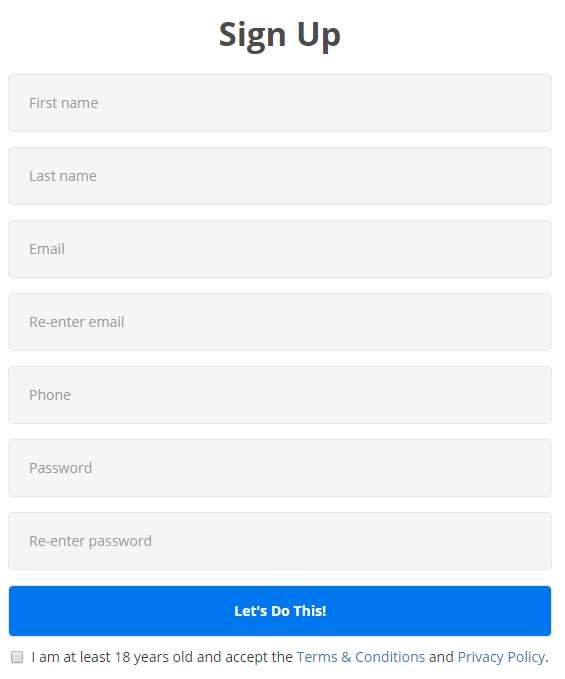 Sign Up
First name
Last name
Email
Re-enter email
Phone
Password
Re-enter password
Let's Do This!
I am at least 18 years old and accept the Terms & Conditions and Privacy Policy.